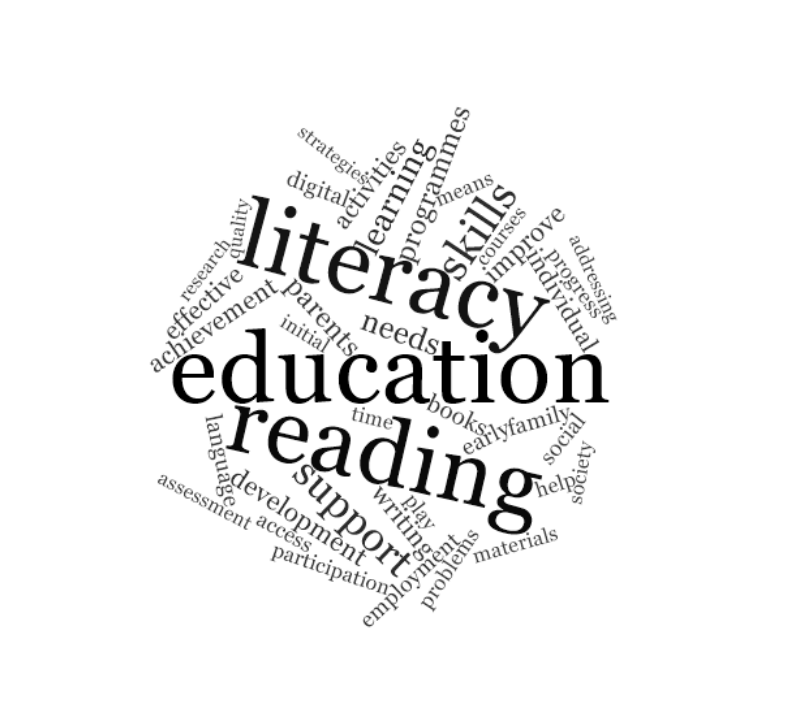 strategies
digital
activities
learning
programmes
means
skills
courses
improve
individual
progress
addressing
quality
research
effective
achievement
literacy
parents
initial
needs
education
reading
time
books
early
family
social
society
help
language
assessment
development
access
participation
support
writing
play
employment
problems
materials